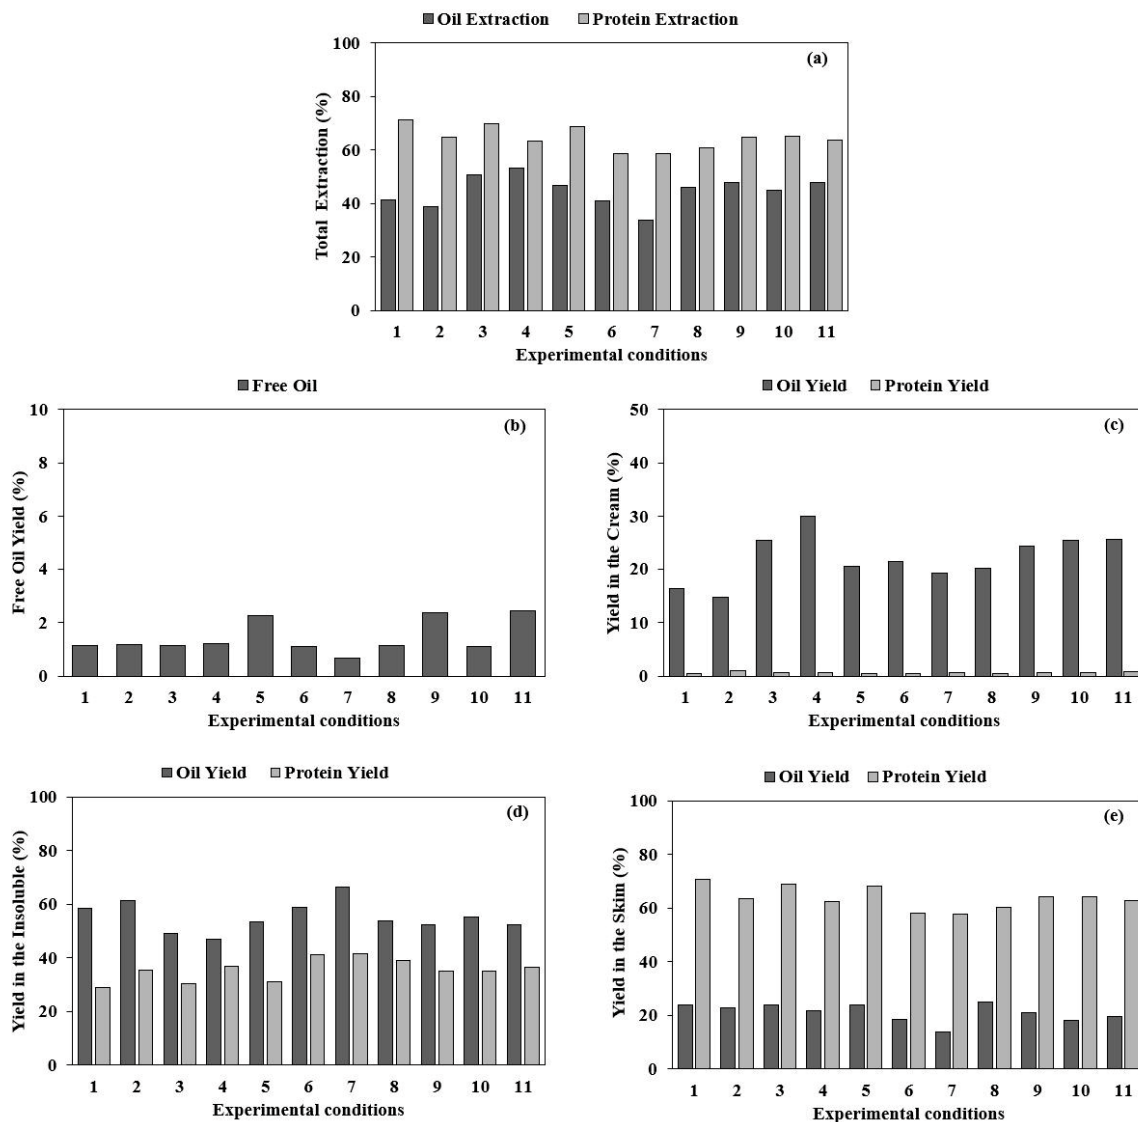 Oil Extraction Protein Extraction
(a)
Total Extraction (%)
100
80
60
40
20
0
1 2 3 4 5 6 7 8 9 10 11
Experimental conditions
Free Oil
(b)
Free Oil Yield (%)
10
8
6
4
2
0
1 2 3 4 5 6 7 8 9 10 11
Experimental conditions
Oil Yield Protein Yield
(c)
Yield in the Cream (%)
50
40
30
20
10
0
1 2 3 4 5 6 7 8 9 10 11
Experimental conditions
Oil Yield Protein Yield
(d)
Yield in the Insoluble (%)
100
80
60
40
20
0
1 2 3 4 5 6 7 8 9 10 11
Experimental conditions
Oil Yield Protein Yield
(e)
Yield in the Skim (%)
100
80
60
40
20
0
1 2 3 4 5 6 7 8 9 10 11
Experimental conditions